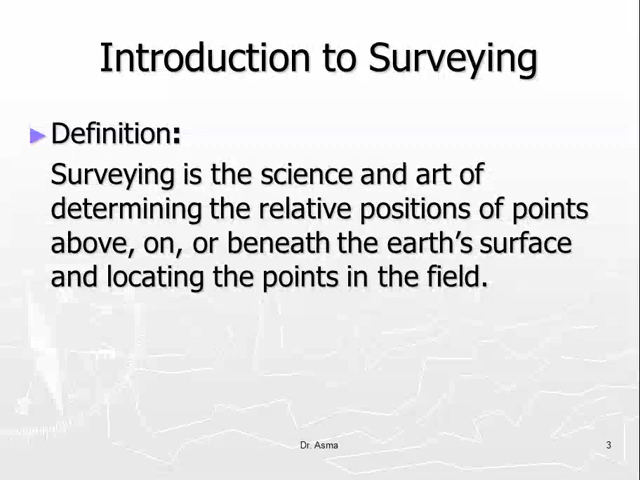 Introduction to Surveying
Definition:
Surveying is the science and art of
determining the relative positions of points
above, on, or beneath the earth’s surface
and locating the points in the field.
Dr. Asma
3